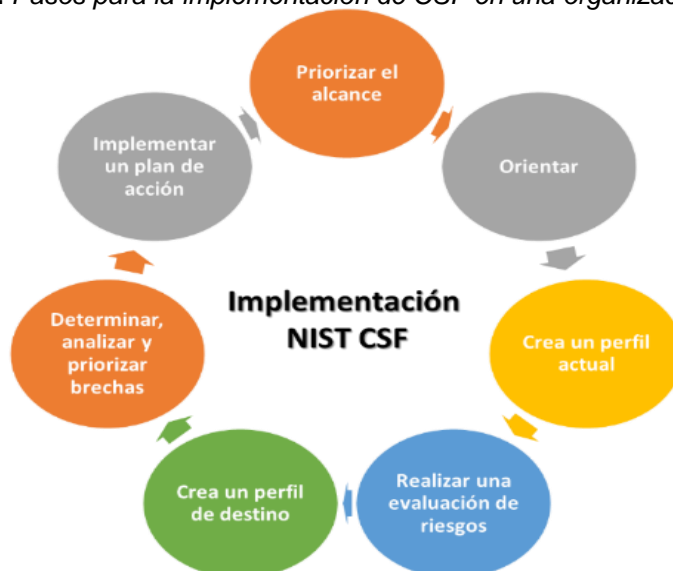 Pasos para la implementación de CSF en una organiza
Priorizar el
alcance
Orientar
Crea un perfil
actual
Realizar una
evaluación de
riesgos
Crea un perfil
de destino
Determinar,
analizar y
priorizar
brechas
Implementar
un plan de
acción
Implementación
NIST CSF